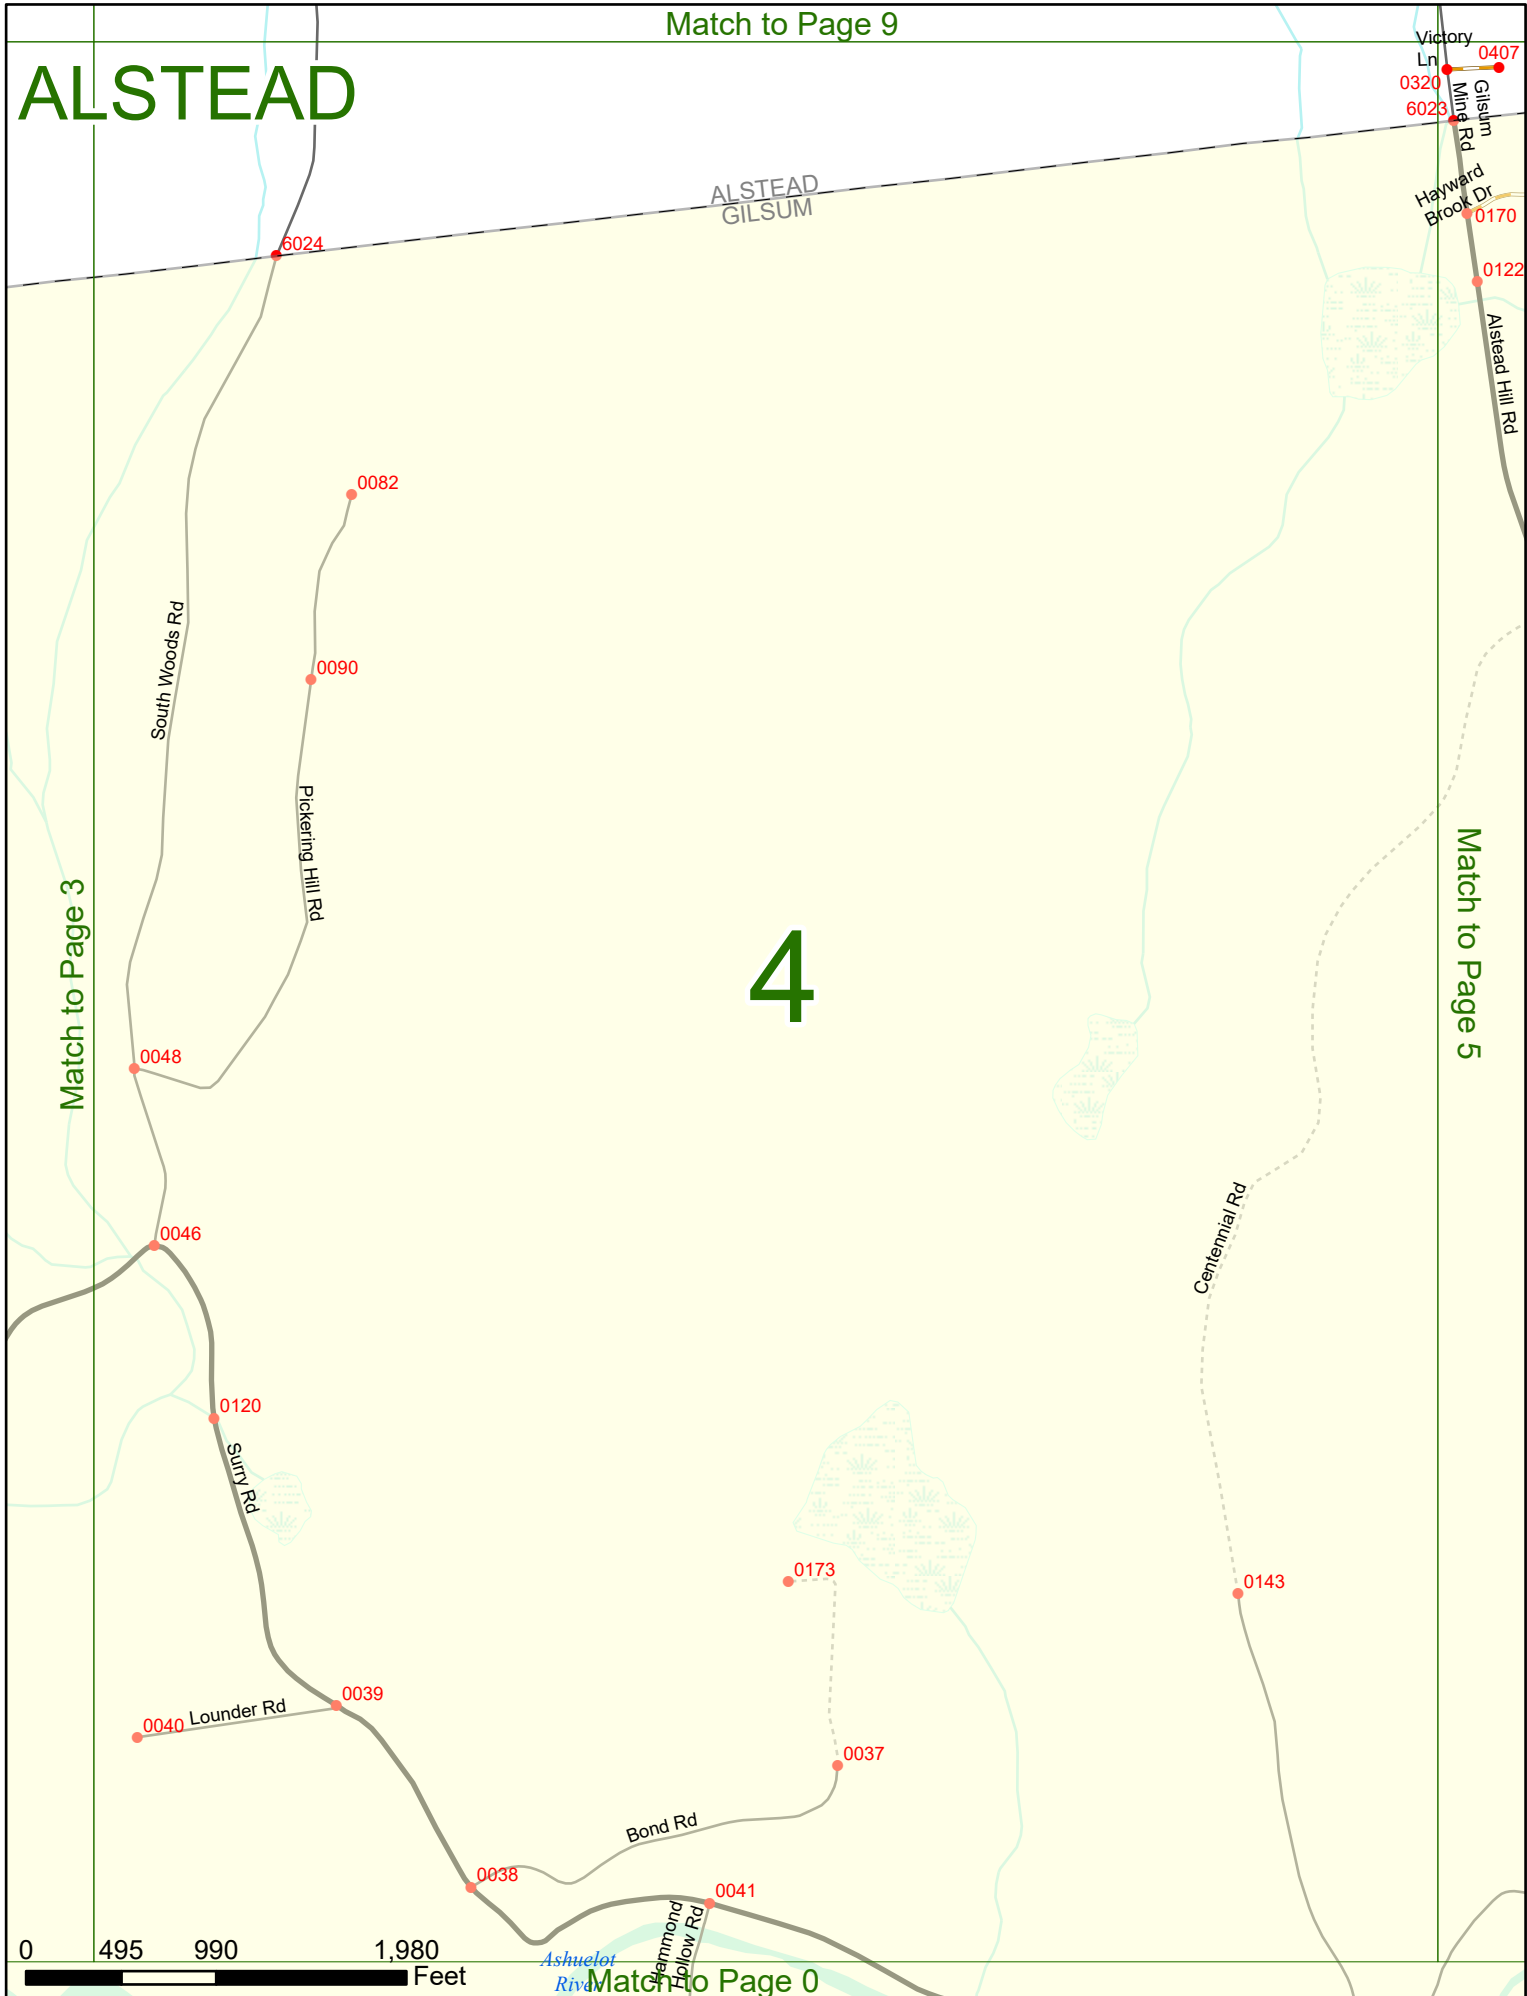 Match to Page 9
ALSTEAD
Victory
Ln
0407
0320
Gilsum
Mine Rd
6023
ALSTEAD
GILSUM
Hayward
Brook Dr
0170
6024
0122
Alstead Hill Rd
0082
South Woods Rd
0090
Pickering Hill Rd
Match to Page 3
4
Match to Page 5
0048
0046
Centennial Rd
0120
Surry Rd
0173
0143
0039
Lounder Rd
0040
0037
Bond Rd
0038
0041
Hammond
Hollow Rd
0 495 990 1,980
Feet
Ashuelot
River
Match to Page 0